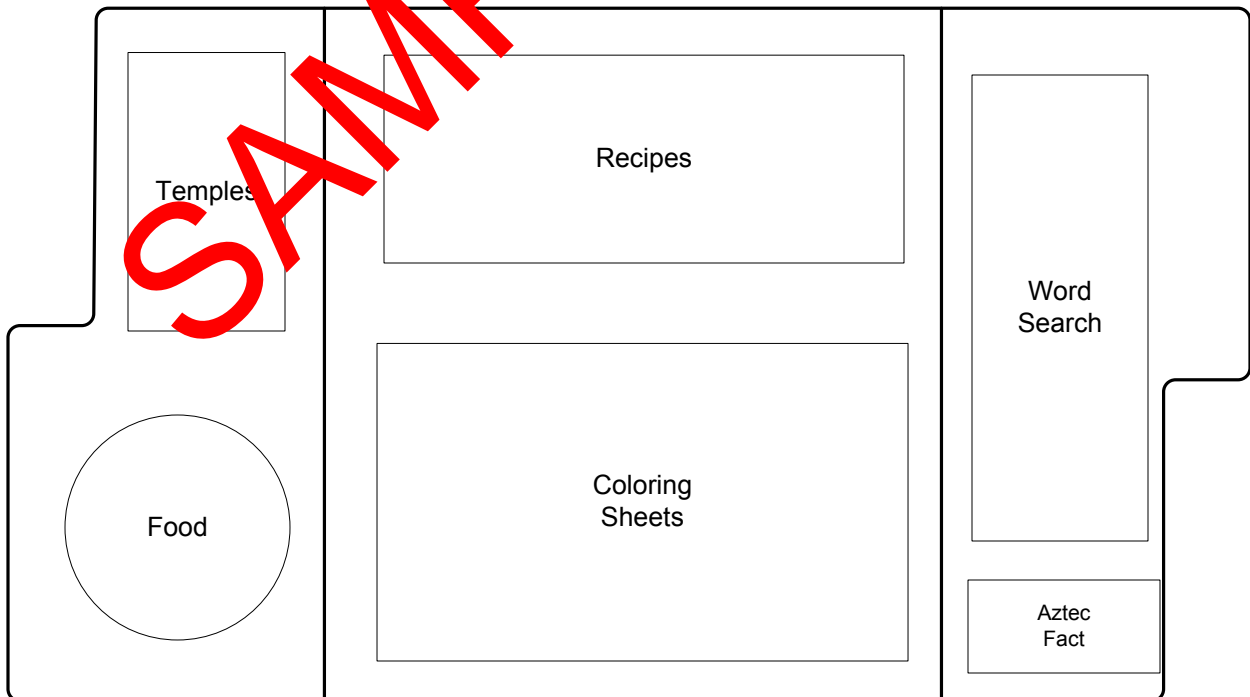 Temples
Recipes
Word
Search
Coloring
Sheets
Food
Aztec
Fact